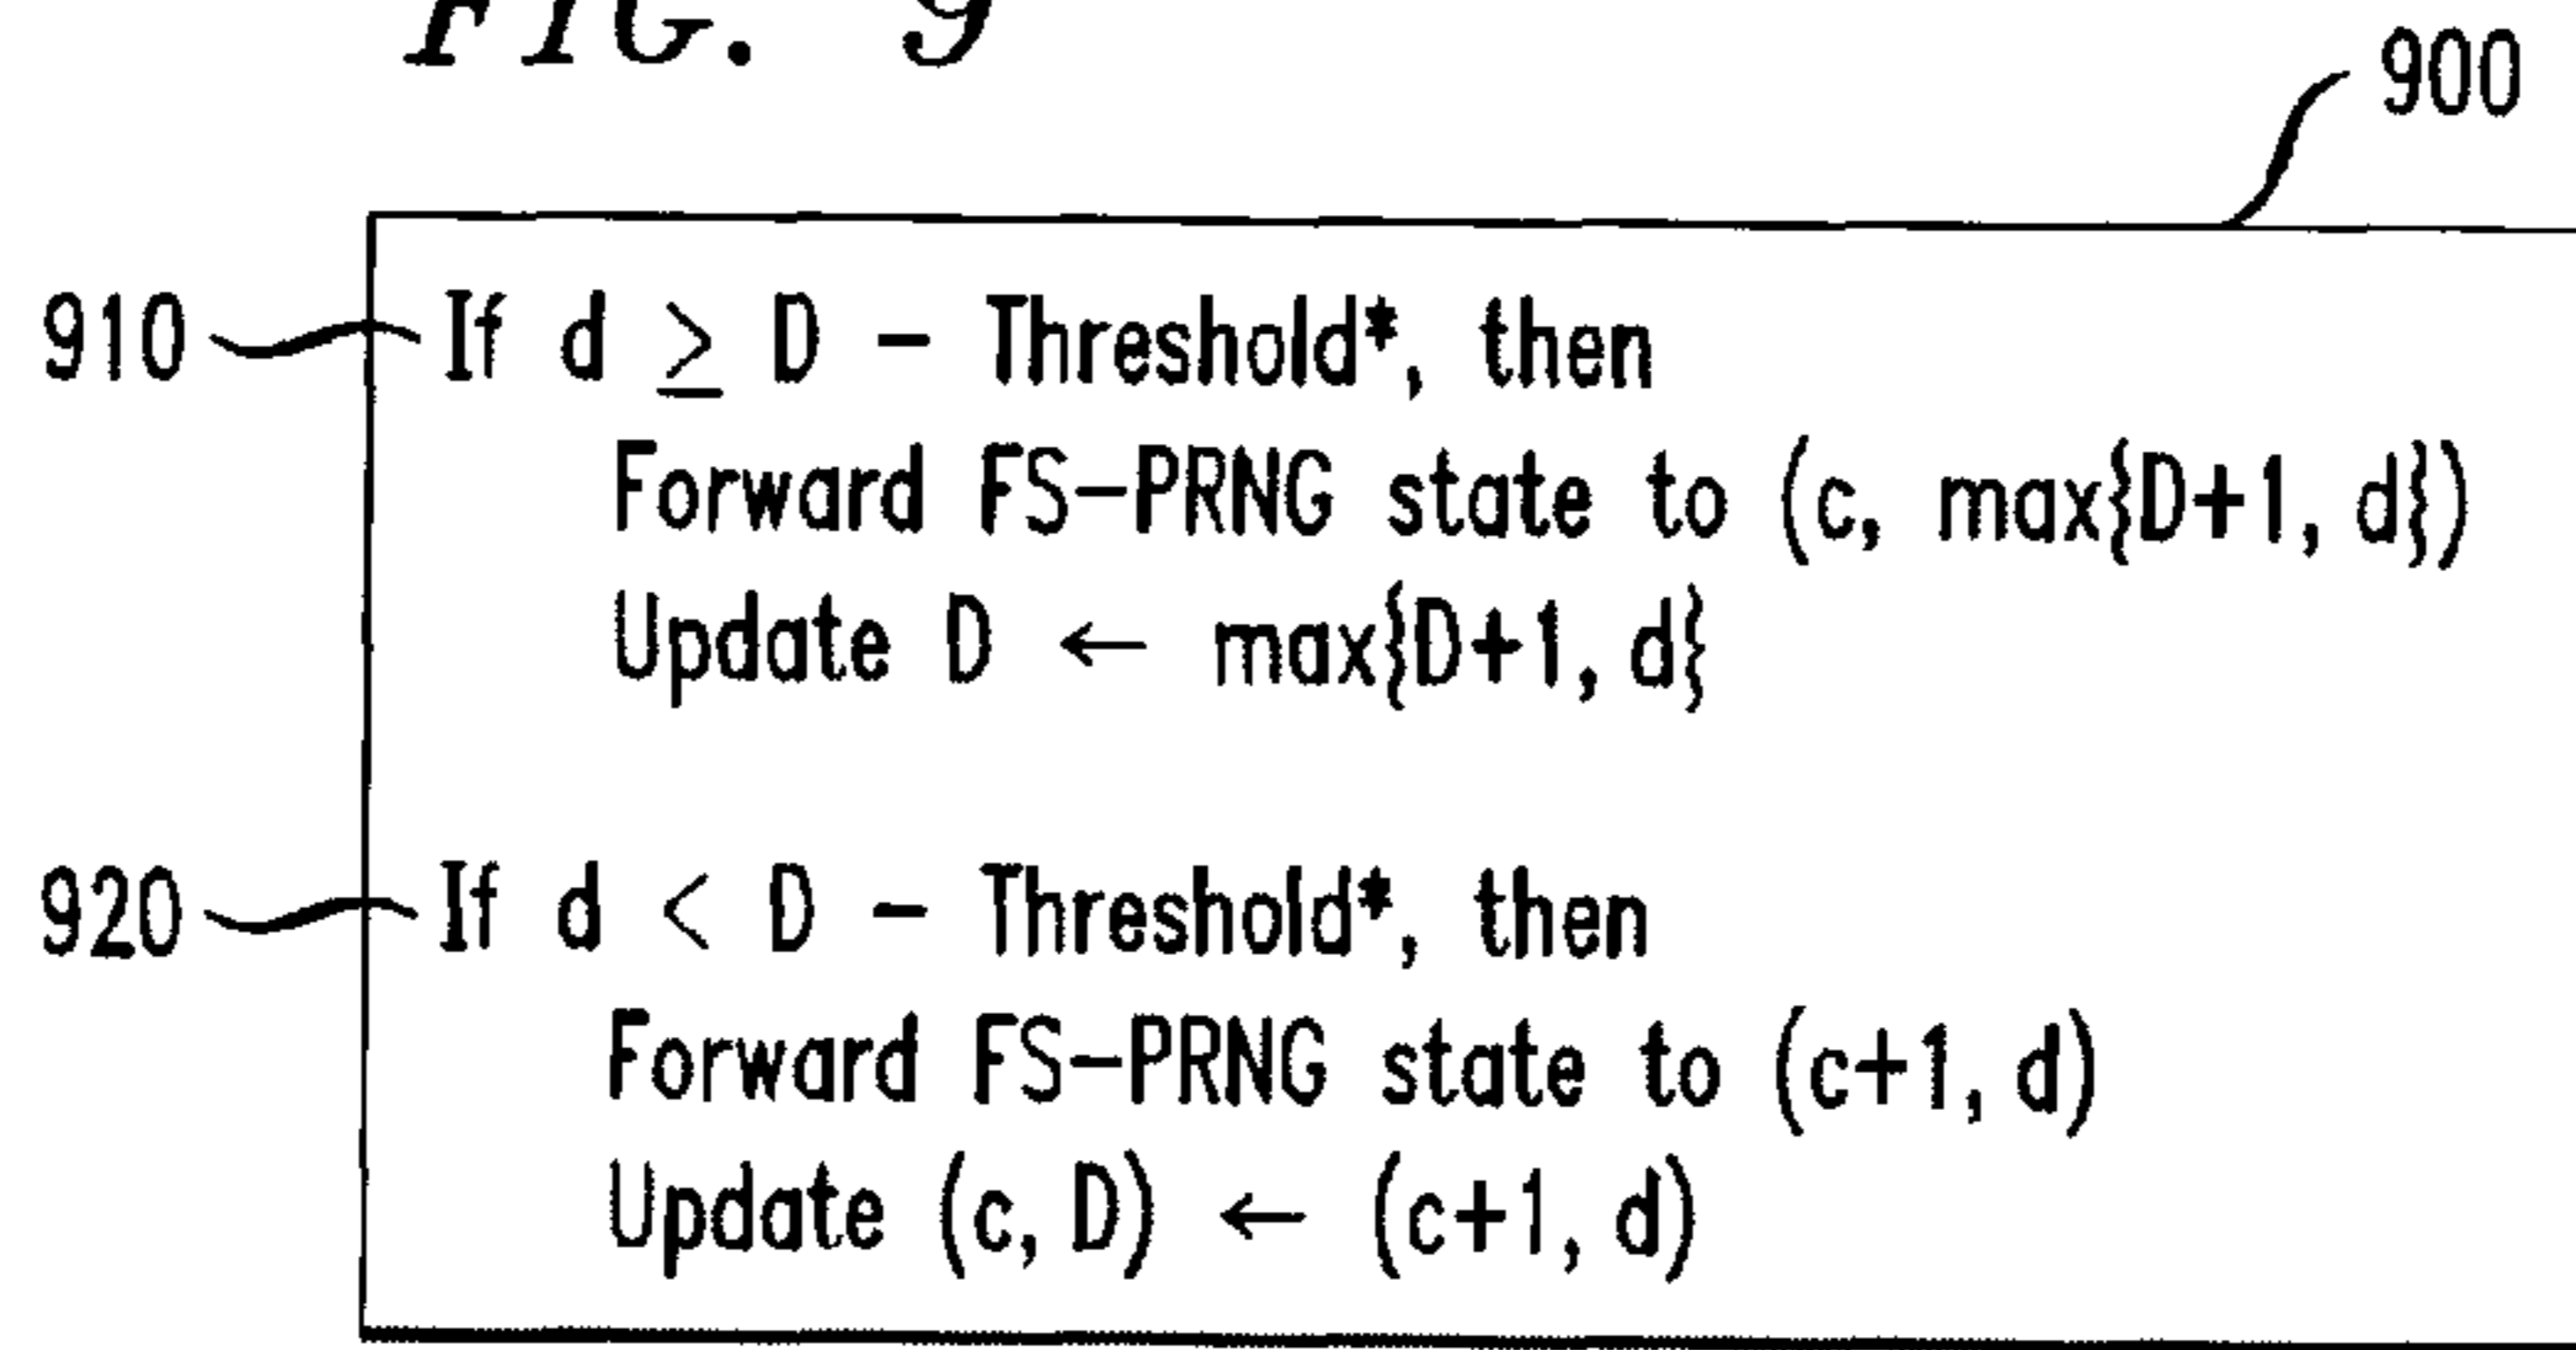 FIG. 9
900
910 If d ≥ D - Threshold*, then
Forward FS-PRNG state to (c, max{D+1, d})
Update D ← max{D+1, d{
920 If d < D - Threshold*, then
Forward FS-PRNG state to (c+1, d)
Update (c, D) ← (c+1, d)